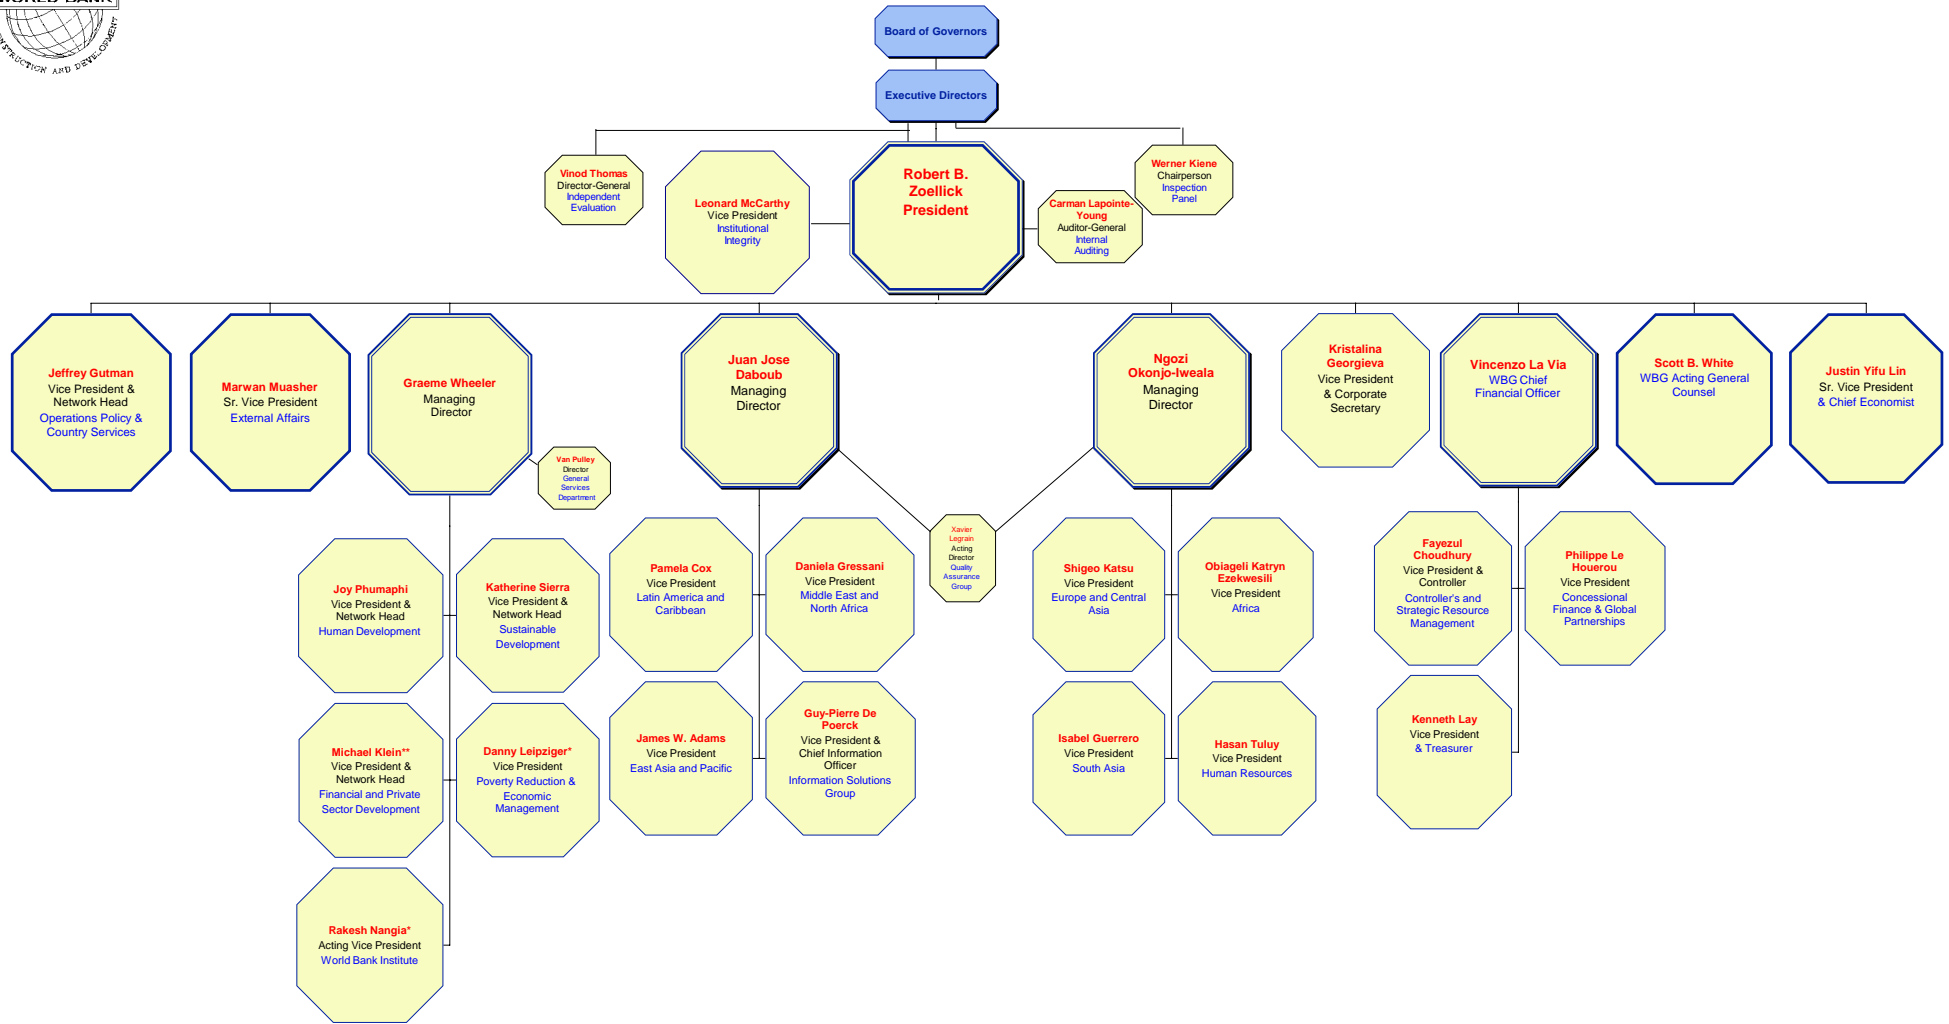 WORLD BANK
CONSTRUCTION AND DEVELOPMENT
Board of Governors
Executive Directors
Vinod Thomas
Director-General
Independent
Evaluation
Leonard McCarthy
Vice President
Institutional
Integrity
Robert B.
Zoellick
President
Carman Lapointe-
Young
Auditor-General
Internal
Auditing
Werner Kiene
Chairperson
Inspection
Panel
Jeffrey Gutman
Vice President &
Network Head
Operations Policy &
Country Services
Marwan Muasher
Sr. Vice President
External Affairs
Graeme Wheeler
Managing
Director
Van Pulley
Director
General
Services
Department
Juan Jose
Daboub
Managing
Director
Ngozi
Okonjo-Iweala
Managing
Director
Kristalina
Georgieva
Vice President
& Corporate
Secretary
Vincenzo La Via
WBG Chief
Financial Officer
Scott B. White
WBG Acting General
Counsel
Justin Yifu Lin
Sr. Vice President
& Chief Economist
Joy Phumaphi
Vice President &
Network Head
Human Development
Katherine Sierra
Vice President &
Network Head
Sustainable
Development
Pamela Cox
Vice President
Latin America and
Caribbean
Daniela Gressani
Vice President
Middle East and
North Africa
Xavier
Legrain
Acting
Director
Quality
Assurance
Group
Shigeo Katsu
Vice President
Europe and Central
Asia
Obiageli Katryn
Ezekwesili
Vice President
Africa
Fayezul
Choudhury
Vice President &
Controller
Controller's and
Strategic Resource
Management
Philippe Le
Houerou
Vice President
Concessional
Finance & Global
Partnerships
Michael Klein**
Vice President &
Network Head
Financial and Private
Sector Development
Danny Leipziger*
Vice President
Poverty Reduction &
Economic
Management
James W. Adams
Vice President
East Asia and Pacific
Guy-Pierre De
Poerck
Vice President &
Chief Information
Officer
Information Solutions
Group
Isabel Guerrero
Vice President
South Asia
Hasan Tuluy
Vice President
Human Resources
Kenneth Lay
Vice President
& Treasurer
Rakesh Nangia*
Acting Vice President
World Bank Institute